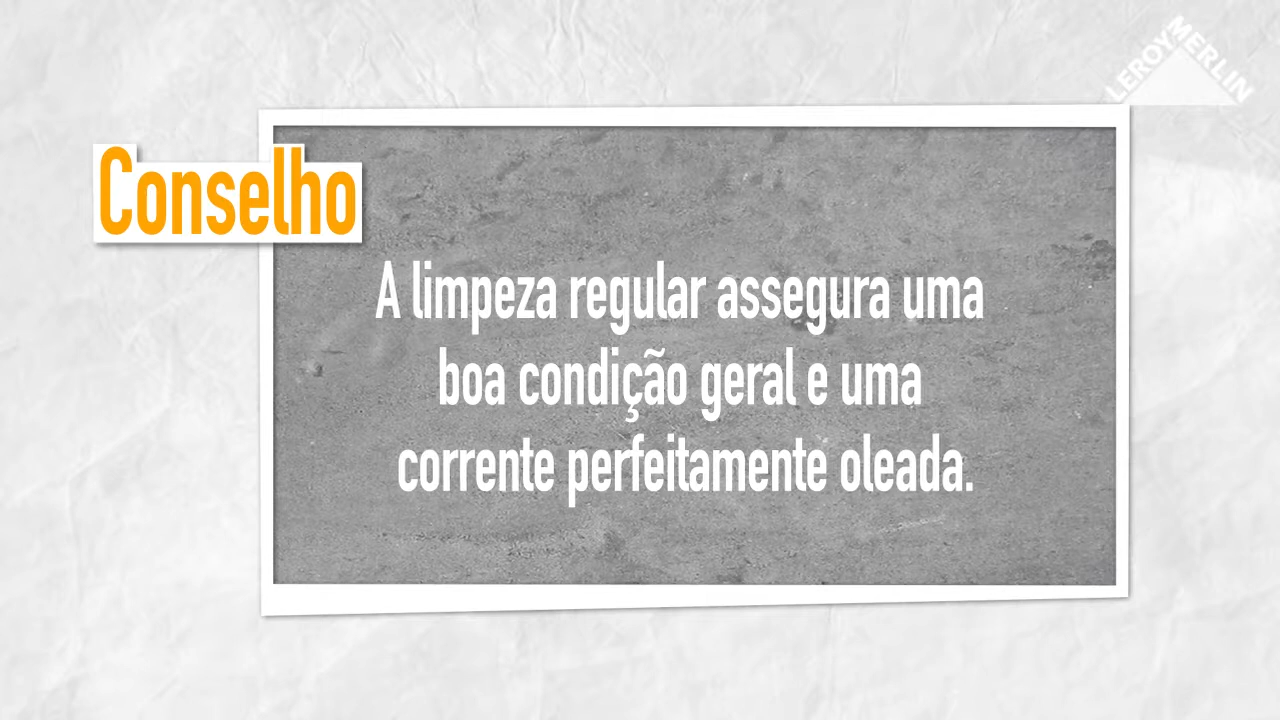 LEROY MERLIN
Conselho
A limpeza regular assegura uma
boa condição geral e uma
corrente perfeitamente oleada.